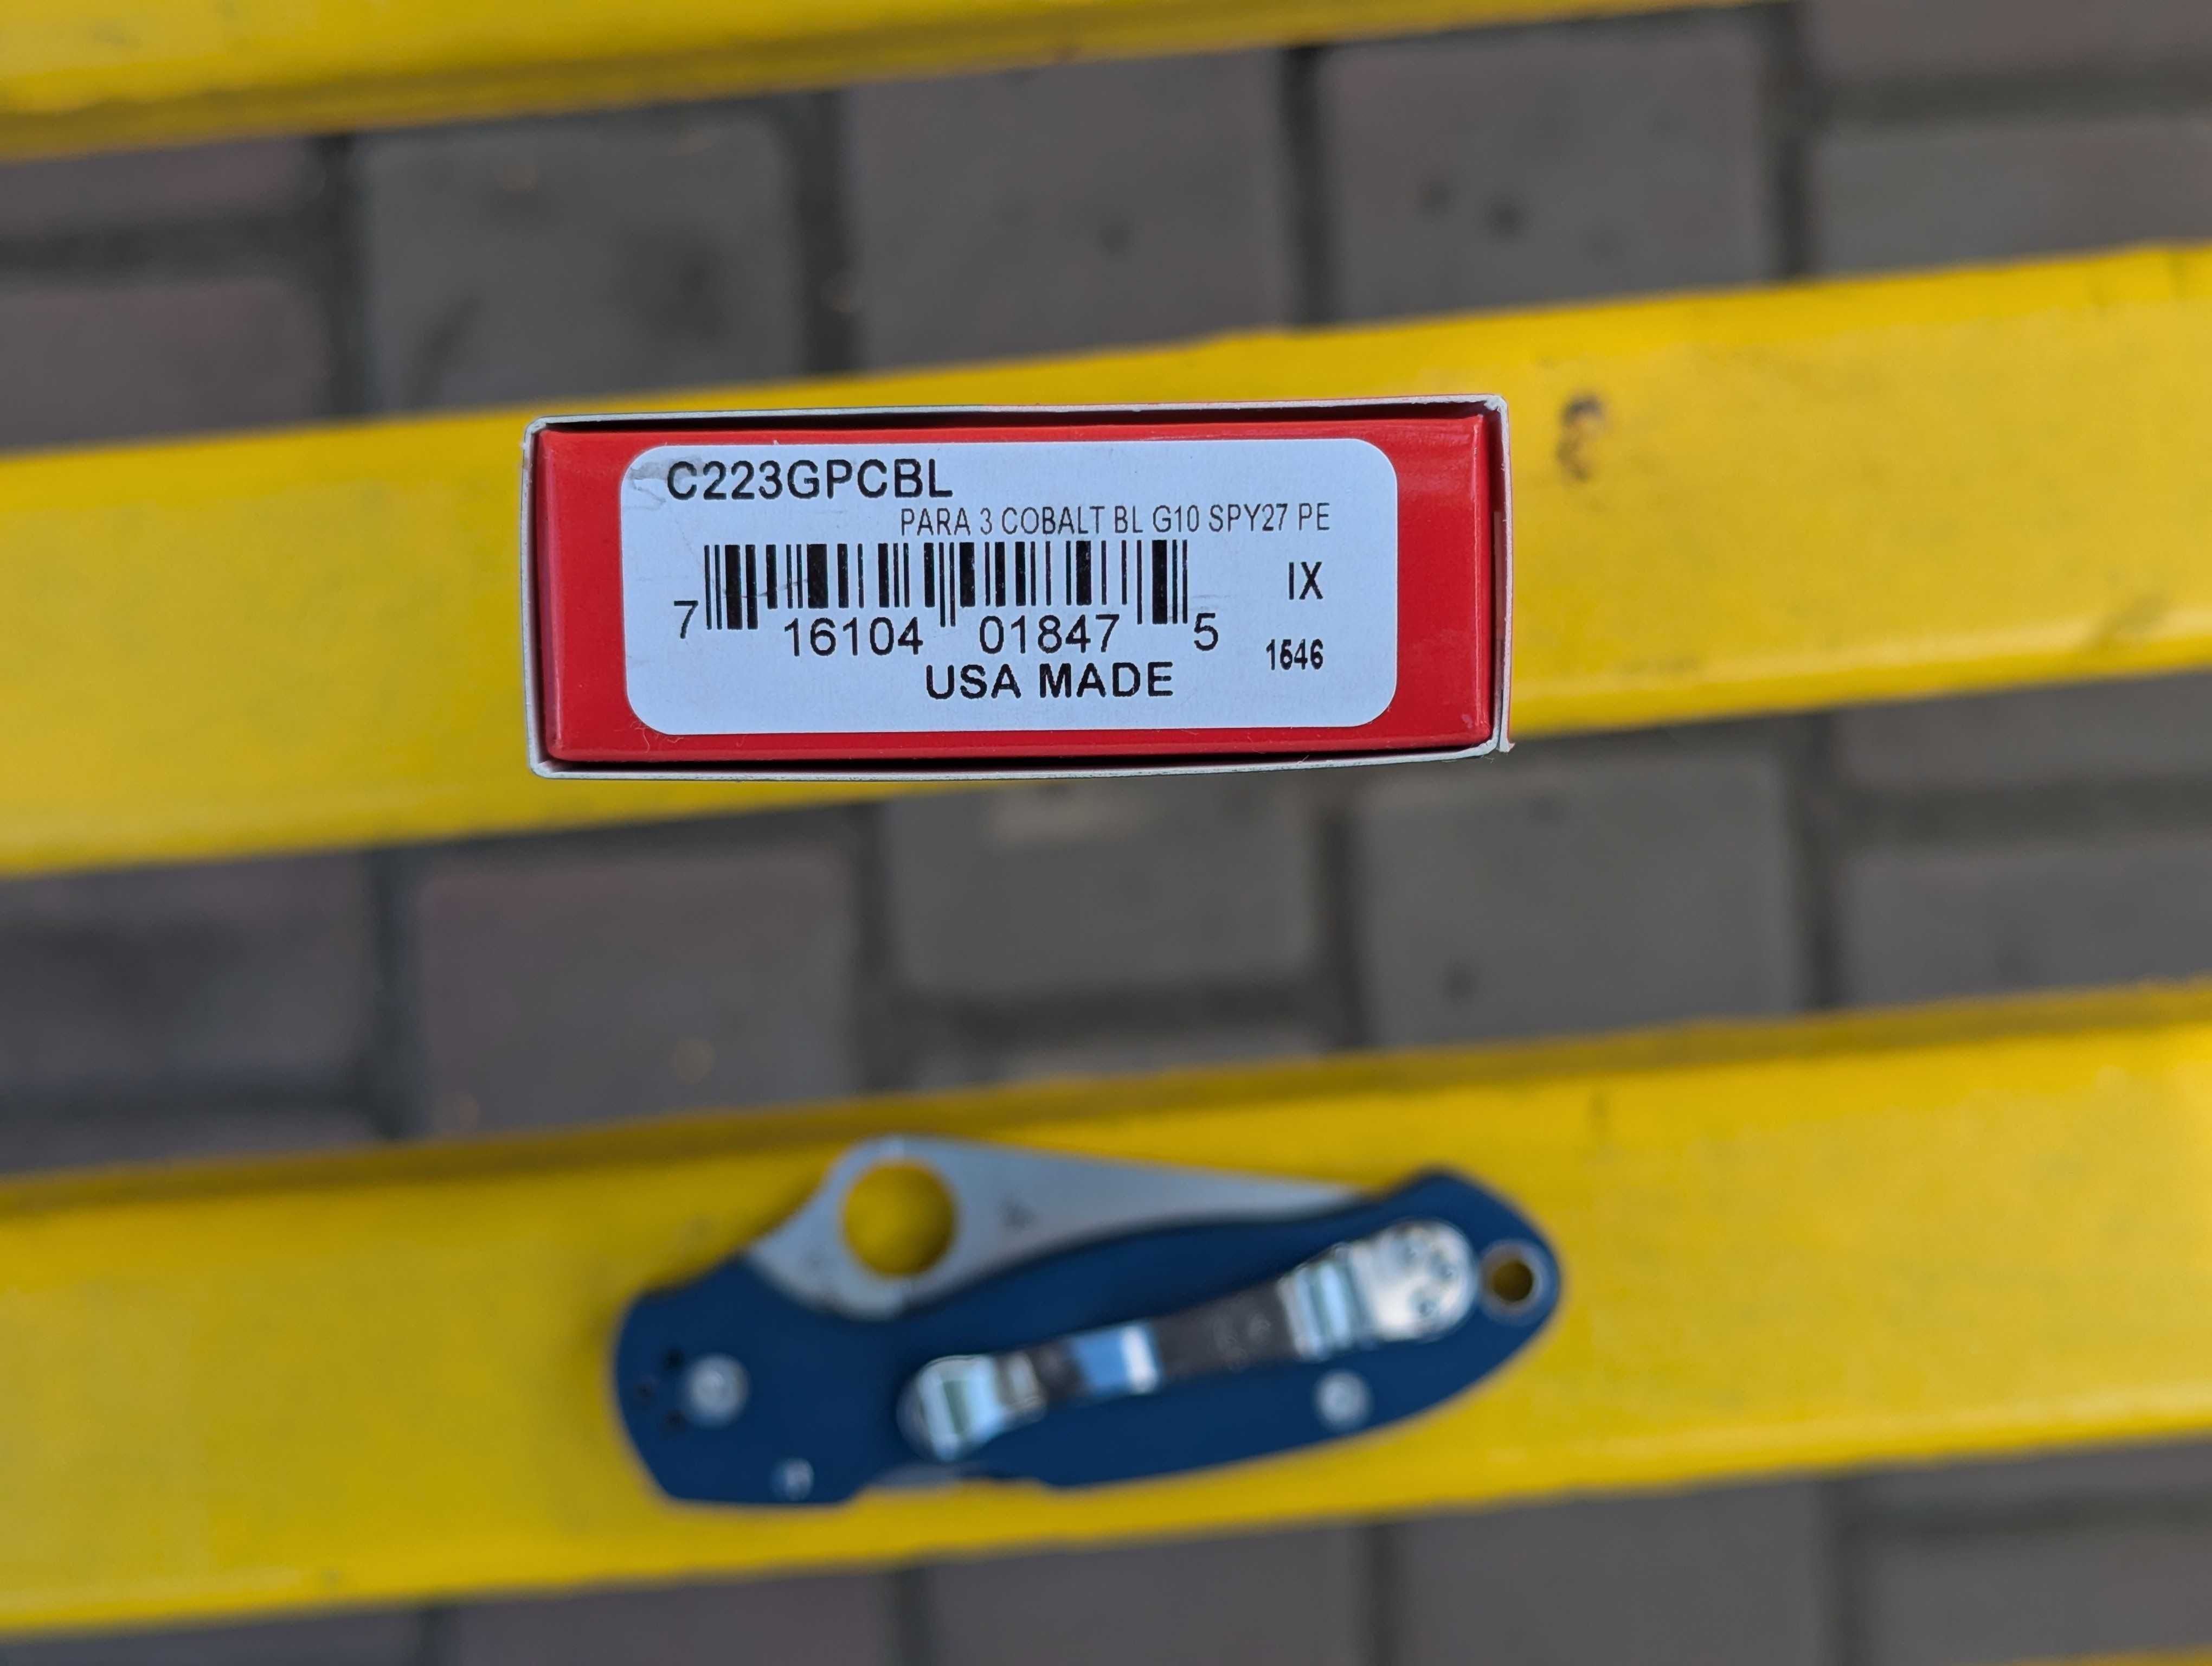 C223GPCBL
PARA 3 COBALT BL G10 SPY27 PE
IX
7 16104 01847 5
1646
USA MADE